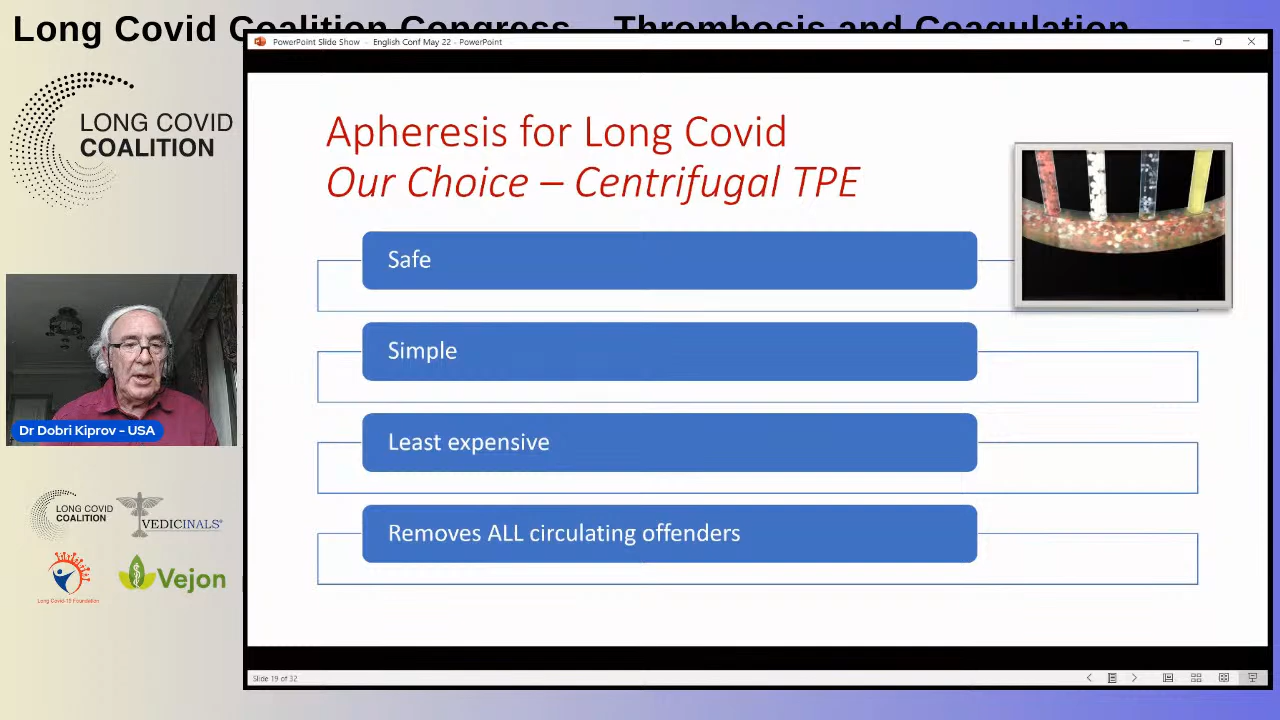 Long Covid Coalition Congress – Thrombosis and Coagulation
PowerPoint Slide Show - English Conf May 22 - PowerPoint
LONG COVID
COALITION
Apheresis for Long Covid
Our Choice – Centrifugal TPE
Safe
Simple
Least expensive
Removes ALL circulating offenders
Dr Dobri Kiprov - USA
LONG COVID
COALITION
VEDICINALS®
Long Covid-19 Foundation
Vejon
Slide 19 of 32